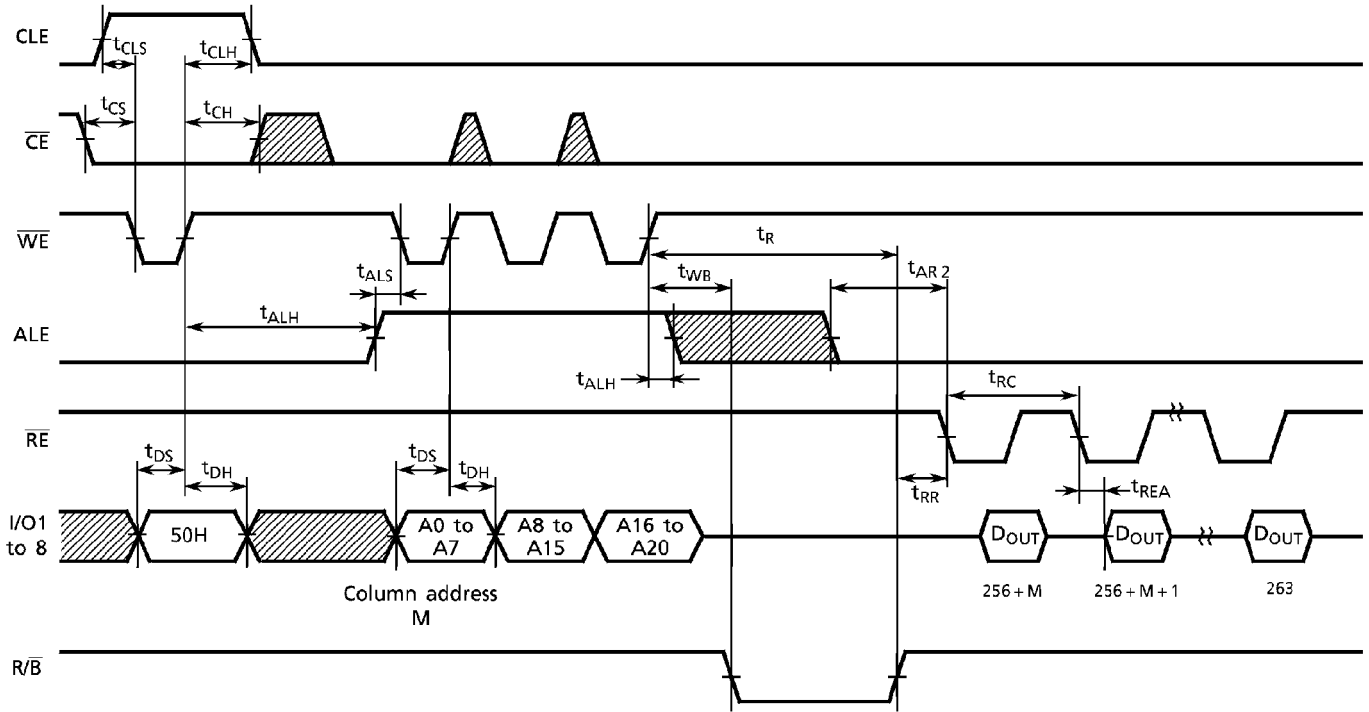 CLE
tCLS
tCLH
CE
tCS
tCH
WE
tR
tALS
tWB
tAR 2
ALE
tALH
tALH
RE
tRC
tDS
tDH
tDS
tDH
tRR
tREA
I/O1
to 8
50H
A0 to
A7
A8 to
A15
A16 to
A20
DOUT
DOUT
DOUT
Column address
M
256 + M
256 + M + 1
263
R/B